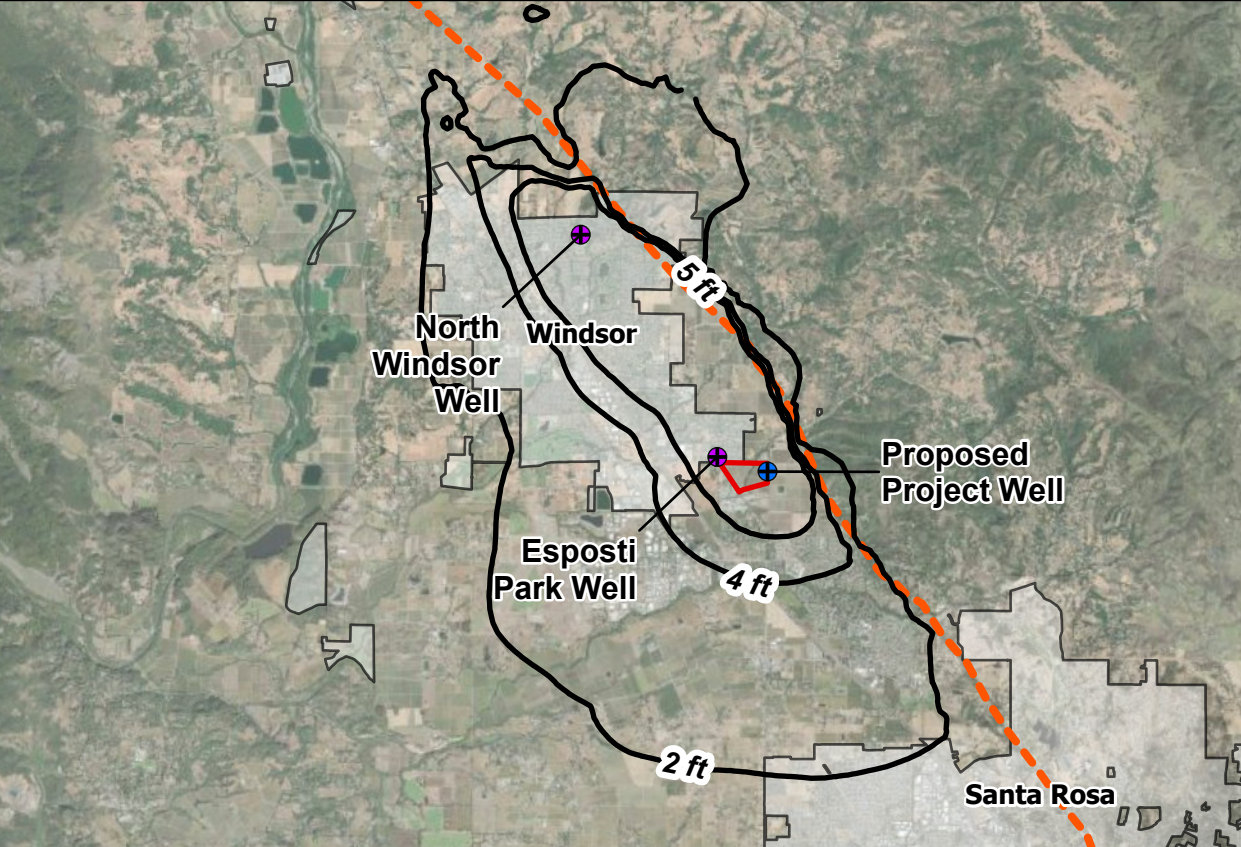 5 ft
North
Windsor
Well
Windsor
Proposed
Project Well
Esposti
Park Well
4 ft
2 ft
Santa Rosa